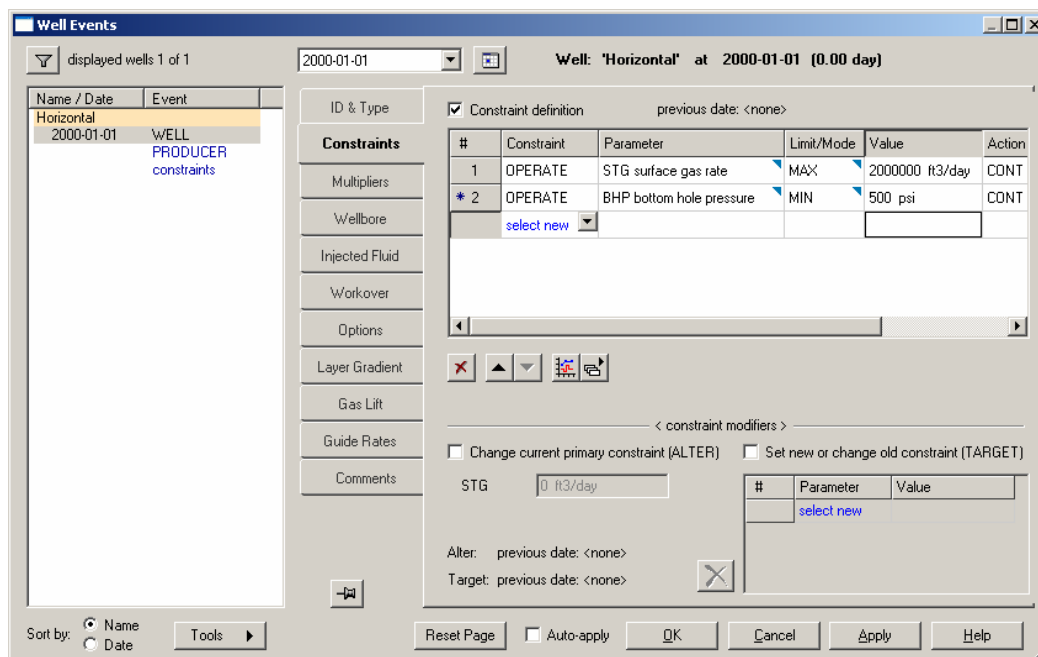 Well Events
displayed wells 1 of 1
2000-01-01
Well: 'Horizontal' at 2000-01-01 (0.00 day)
Name / Date Event
Horizontal
2000-01-01 WELL
PRODUCER
constraints
ID & Type
Constraints
Multipliers
Wellbore
Injected Fluid
Workover
Options
Layer Gradient
Gas Lift
Guide Rates
Comments
Constraint definition previous date: <none>
# Constraint Parameter Limit/Mode Value Action
1 OPERATE STG surface gas rate MAX 2000000 ft3/day CONT
* 2 OPERATE BHP bottom hole pressure MIN 500 psi CONT
select new
< constraint modifiers >
Change current primary constraint (ALTER) Set new or change old constraint (TARGET)
STG 0 ft3/day
# Parameter Value
select new
Alter: previous date: <none>
Target: previous date: <none>
Sort by: Name
Date
Tools
Reset Page Auto-apply OK Cancel Apply Help